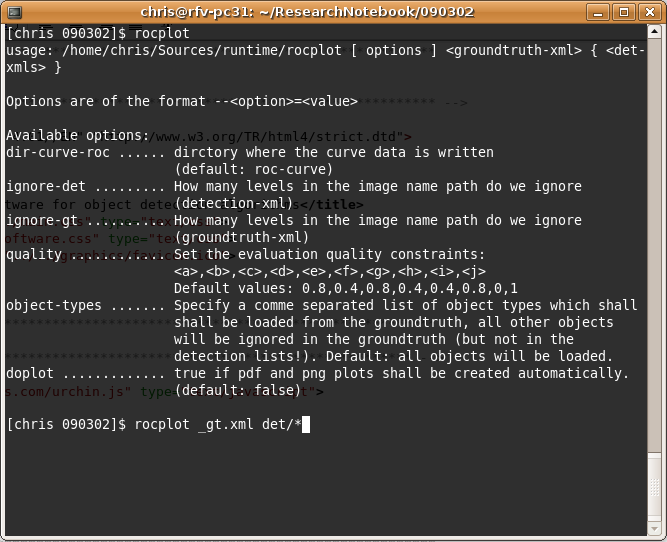 chris@rfv-pc31: ~/ResearchNotebook/090302
[chris 090302]$ rocplot
usage: /home/chris/Sources/runtime/rocplot [ options ] <groundtruth-xml> { <det-
xmls> }
Options are of the format --<option>=<value>
********* -->
Available options:
://www.w3.org/TR/html4/strict.dtd">
dir-curve-roc ...... dirctory where the curve data is written
(default: roc-curve)
ignore-det ......... How many levels in the image name path do we ignore
(detection-xml)
tware for object detec
s</title>
ignore-gt .......... How many levels in the image name path do we ignore
(groundtruth-xml)
oftware.css" type="tex
quality ............ Set the evaluation quality constraints:
graphics/favic
<a>,<b>,<c>,<d>,<e>,<f>,<g>,<h>,<i>,<j>
Default values: 0.8,0.4,0.8,0.4,0.4,0.8,0,1
object-types ....... Specify a comme separated list of object types which shall
shall be loaded from the groundtruth, all other objects
will be ignored in the groundtruth (but not in the
detection lists!). Default: all objects will be loaded.
doplot ............. true if pdf and png plots shall be created automatically.
(default: false)
s.com/urchin.js" type=
[chris 090302]$ rocplot _gt.xml det/*